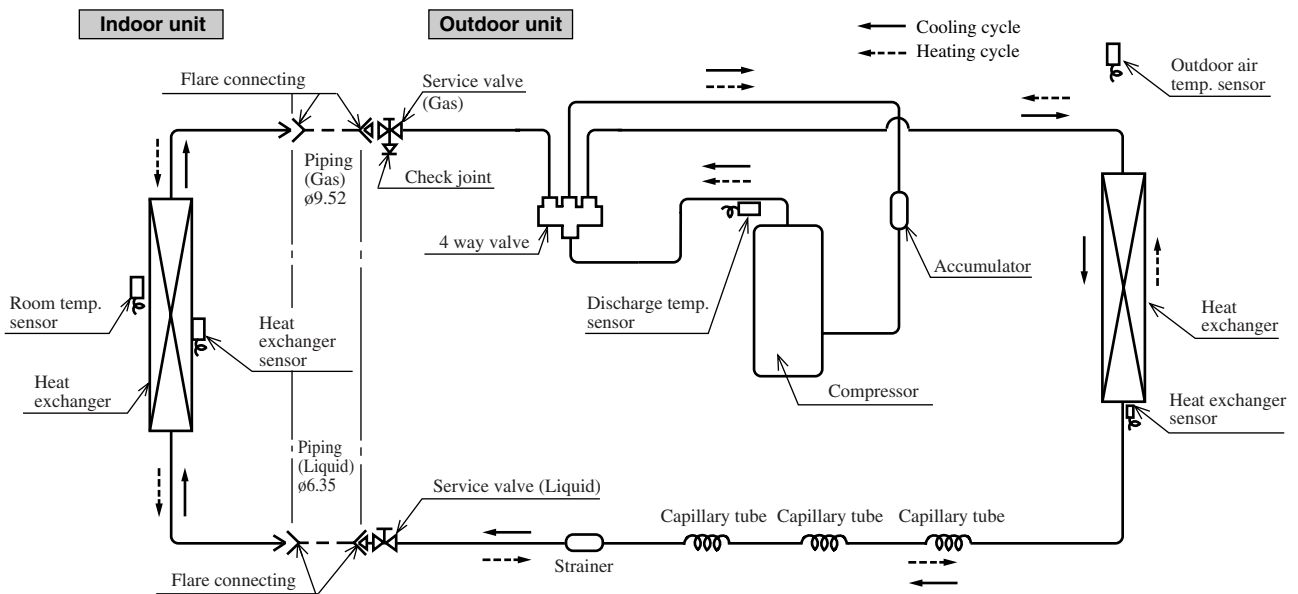 Indoor unit
Outdoor unit
Cooling cycle
Heating cycle
Outdoor air
temp. sensor
Flare connecting
Service valve
(Gas)
Piping
(Gas)
ø9.52
Check joint
4 way valve
Accumulator
Room temp.
sensor
Heat
exchanger
sensor
Discharge temp.
sensor
Heat
exchanger
Heat
exchanger
Compressor
Heat exchanger
sensor
Piping
(Liquid)
ø6.35
Service valve (Liquid)
Capillary tube
Capillary tube
Capillary tube
Strainer
Flare connecting